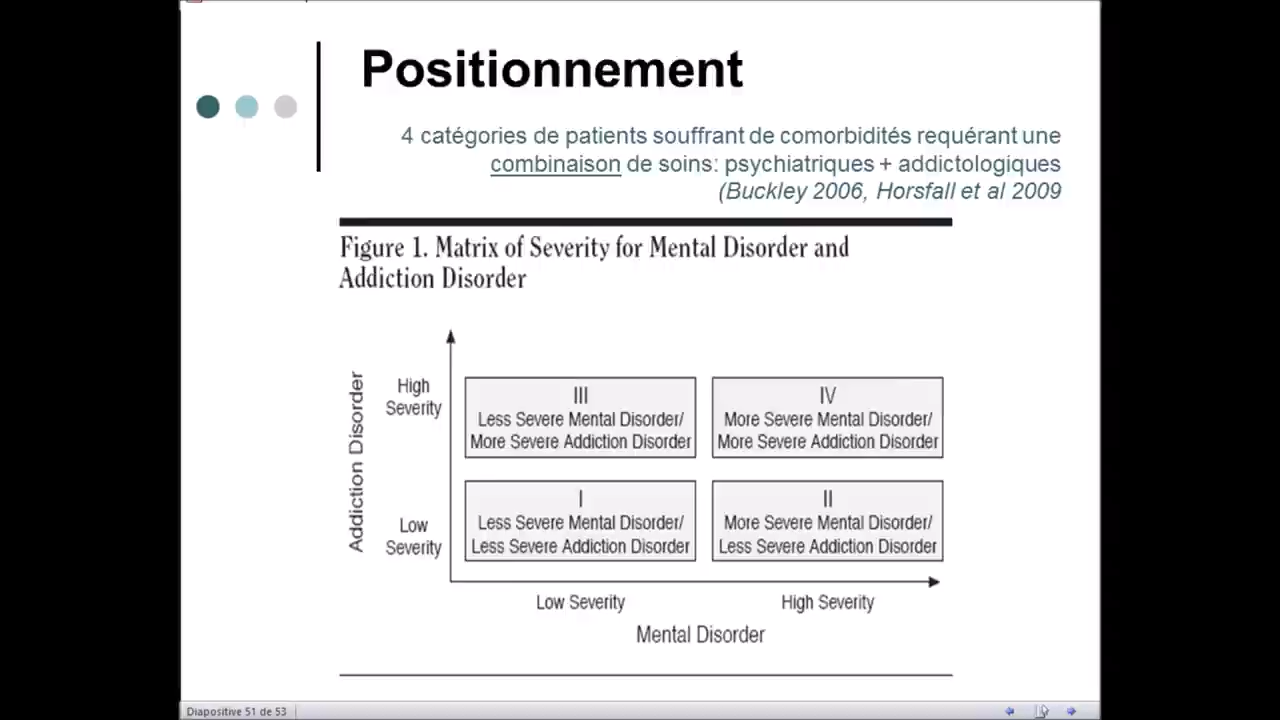 Positionnement
4 catégories de patients souffrant de comorbidités requérant une
combinaison de soins: psychiatriques + addictologiques
(Buckley 2006, Horsfall et al 2009
Figure 1. Matrix of Severity for Mental Disorder and
Addiction Disorder
Addiction Disorder
High
Severity
III
Less Severe Mental Disorder/
More Severe Addiction Disorder
IV
More Severe Mental Disorder/
More Severe Addiction Disorder
Low
Severity
I
Less Severe Mental Disorder/
Less Severe Addiction Disorder
II
More Severe Mental Disorder/
Less Severe Addiction Disorder
Low Severity
High Severity
Mental Disorder
Diapositive 51 de 53